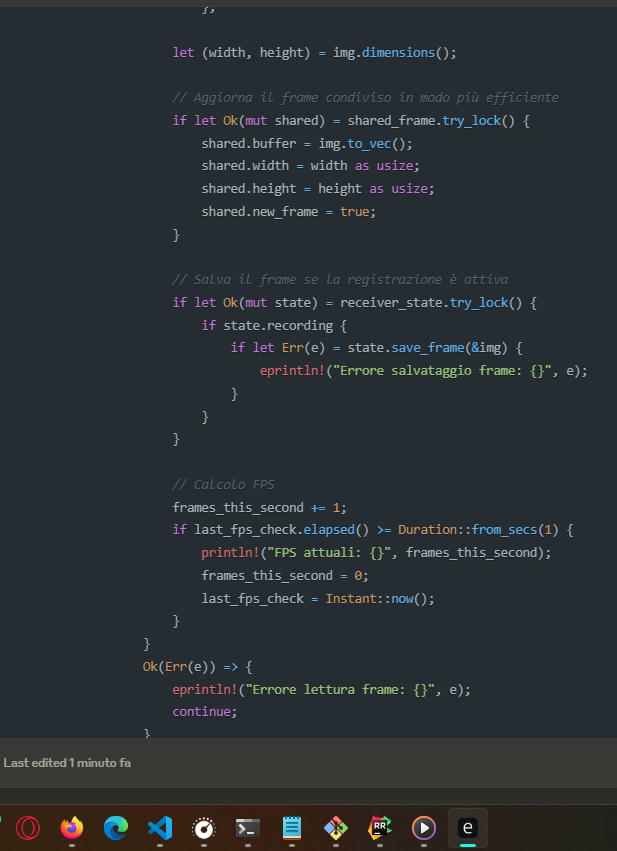 };
let (width, height) = img.dimensions();
// Aggiorna il frame condiviso in modo più efficiente
if let Ok(mut shared) = shared_frame.try_lock() {
shared.buffer = img.to_vec();
shared.width = width as usize;
shared.height = height as usize;
shared.new_frame = true;
}
// Salva il frame se la registrazione è attiva
if let Ok(mut state) = receiver_state.try_lock() {
if state.recording {
if let Err(e) = state.save_frame(&img) {
eprintln!("Errore salvataggio frame: {}", e);
}
}
}
// Calcolo FPS
frames_this_second += 1;
if last_fps_check.elapsed() >= Duration::from_secs(1) {
println!("FPS attuali: {}", frames_this_second);
frames_this_second = 0;
last_fps_check = Instant::now();
}
}
Ok(Err(e)) => {
eprintln!("Errore lettura frame: {}", e);
continue;
}
Last edited 1 minuto fa
RR
e